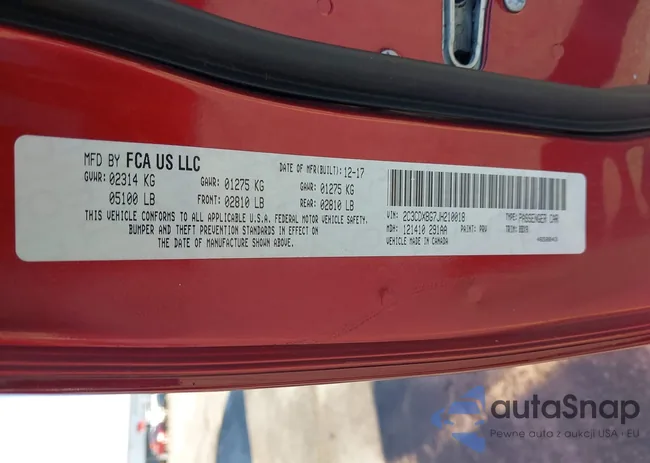 MFD BY FCA US LLC DATE OF MFR(BUILT): 12-17
GVWR: 02314 KG GAWR: 01275 KG GAWR: 01275 KG
05100 LB FRONT: 02810 LB REAR: 02810 LB
THIS VEHICLE CONFORMS TO ALL APPLICABLE U.S.A. FEDERAL MOTOR VEHICLE SAFETY,
BUMPER AND THEFT PREVENTION STANDARDS IN EFFECT ON
THE DATE OF MANUFACTURE SHOWN ABOVE.
VIN: 2C3CDXBG7JH210018 TYPE: PASSENGER CAR
MDH: 121410 291AA PAINT: PRV TRIM:
VEHICLE MADE IN CANADA
autoSnap
Pewne auta z aukcji USA - EU